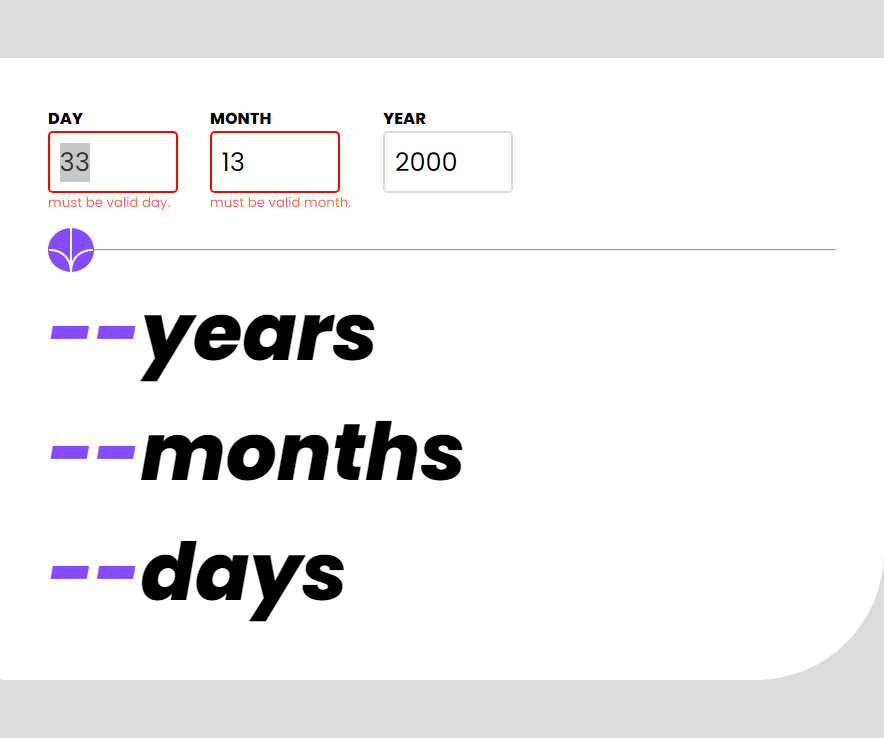 DAY MONTH YEAR
33 13 2000
must be valid day. must be valid month.
--years
--months
--days